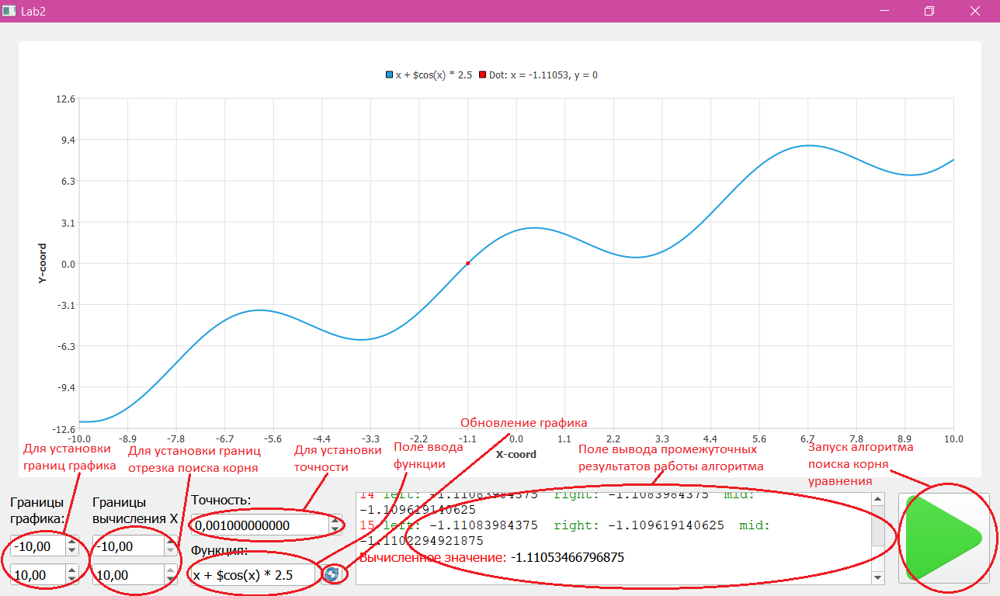 Lab2
x + $cos(x) * 2.5 Dot: x = -1.11053, y = 0
12.6
9.4
6.3
3.1
0.0
-3.1
-6.3
-9.4
-12.6
Y-coord
-10.0 -8.9 -7.8 -6.7 -5.6 -4.4 -3.3 -2.2 -1.1 0.0 1.1 2.2 3.3 4.4 5.6 6.7 7.8 8.9 10.0
X-coord
Обновление графика
Для установки
границ графика
Для установки границ
отрезка поиска корня
Для установки
точности
Поле ввода
функции
Поле вывода промежуточных
результатов работы алгоритма
Запуск алгоритма
поиска корня
уравнения
Границы
графика:
-10,00
10,00
Границы
вычисления X
-10,00
10,00
Точность:
0,001000000000
Функция:
x + $cos(x) * 2.5
14 left: -1.11083984375 right: -1.1083984375 mid:
-1.109619140625
15 left: -1.11083984375 right: -1.109619140625 mid:
-1.1102294921875
Вычисленное значение: -1.11053466796875